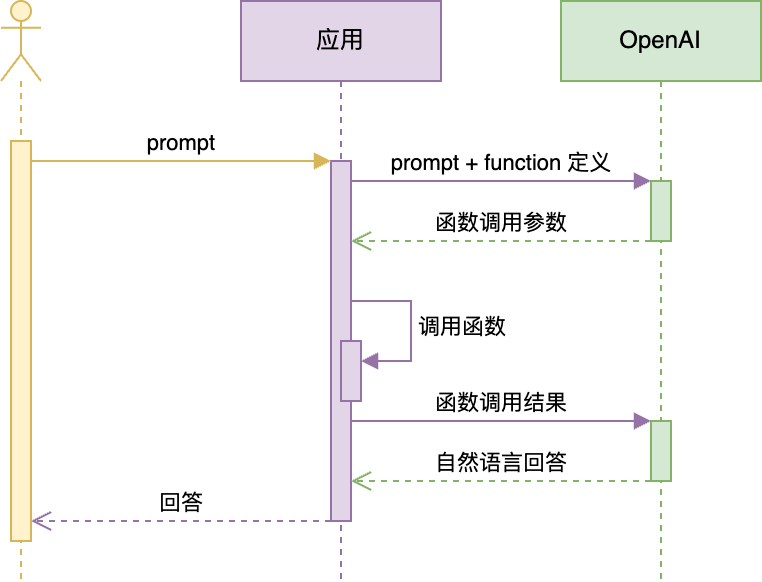 应用
OpenAI
prompt
prompt + function 定义
函数调用参数
调用函数
函数调用结果
自然语言回答
回答